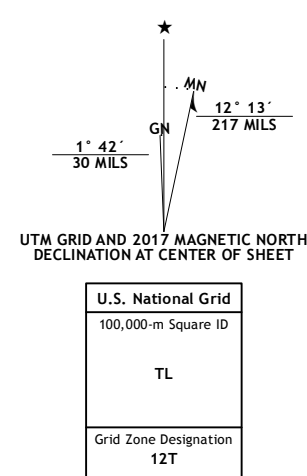 ★
MN
GN
12° 13´
217 MILS
1° 42´
30 MILS
UTM GRID AND 2017 MAGNETIC NORTH
DECLINATION AT CENTER OF SHEET
U.S. National Grid
100,000-m Square ID
TL
Grid Zone Designation
12T